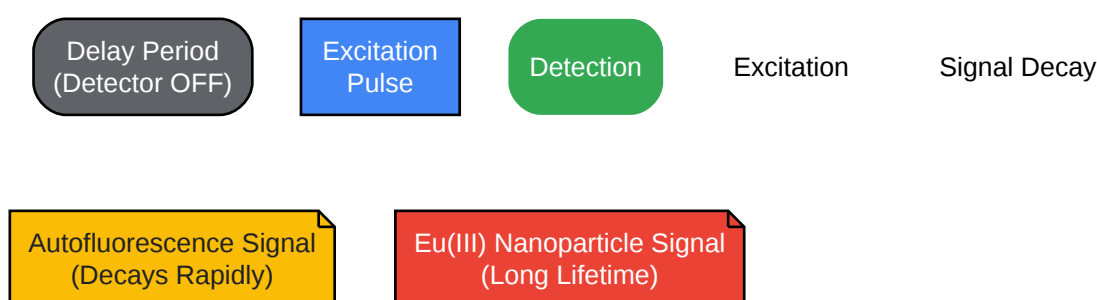 Delay Period
(Detector OFF)
Excitation
Pulse
Detection
Excitation
Signal Decay
Autofluorescence Signal
(Decays Rapidly)
Eu(III) Nanoparticle Signal
(Long Lifetime)